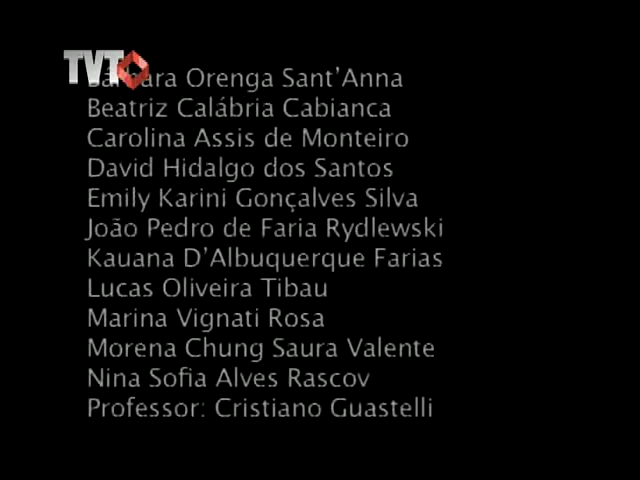 TVT
Bárbara Orenga Sant’Anna
Beatriz Calábria Cabianca
Carolina Assis de Monteiro
David Hidalgo dos Santos
Emily Karini Gonçalves Silva
João Pedro de Faria Rydlewski
Kauana D’Albuquerque Farias
Lucas Oliveira Tibau
Marina Vignati Rosa
Morena Chung Saura Valente
Nina Sofia Alves Rascov
Professor: Cristiano Guastelli